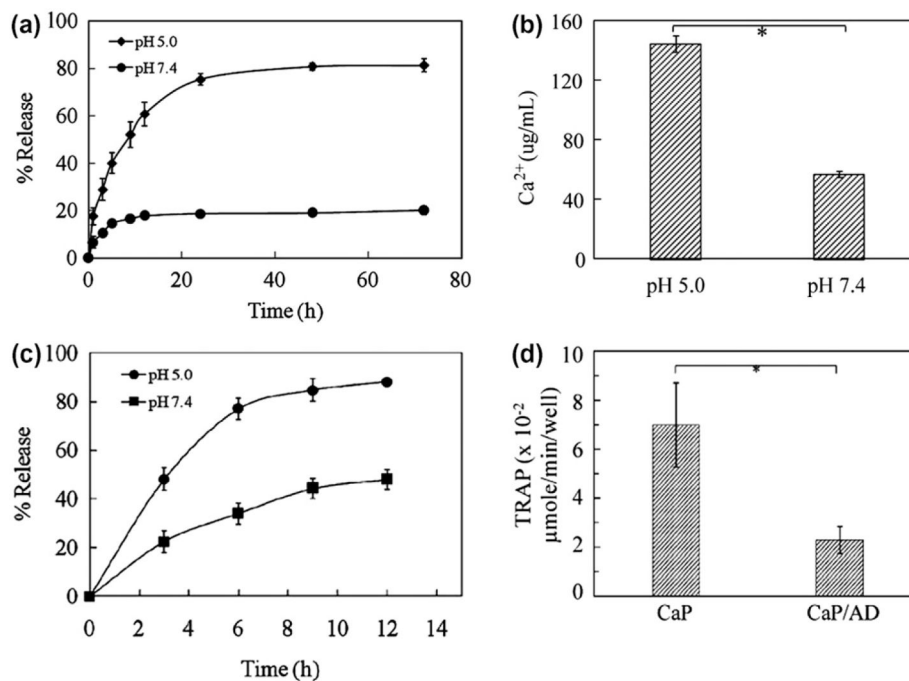 (a)
100
80
60
40
20
0
% Release
pH 5.0
pH 7.4
0 20 40 60 80
Time (h)
(b)
160
120
80
40
0
Ca2+ (ug/mL)
*
pH 5.0 pH 7.4
(c)
100
80
60
40
20
0
% Release
pH 5.0
pH 7.4
0 2 4 6 8 10 12 14
Time (h)
(d)
10
8
6
4
2
0
TRAP (x 10-2
µmole/min/well)
*
CaP CaP/AD